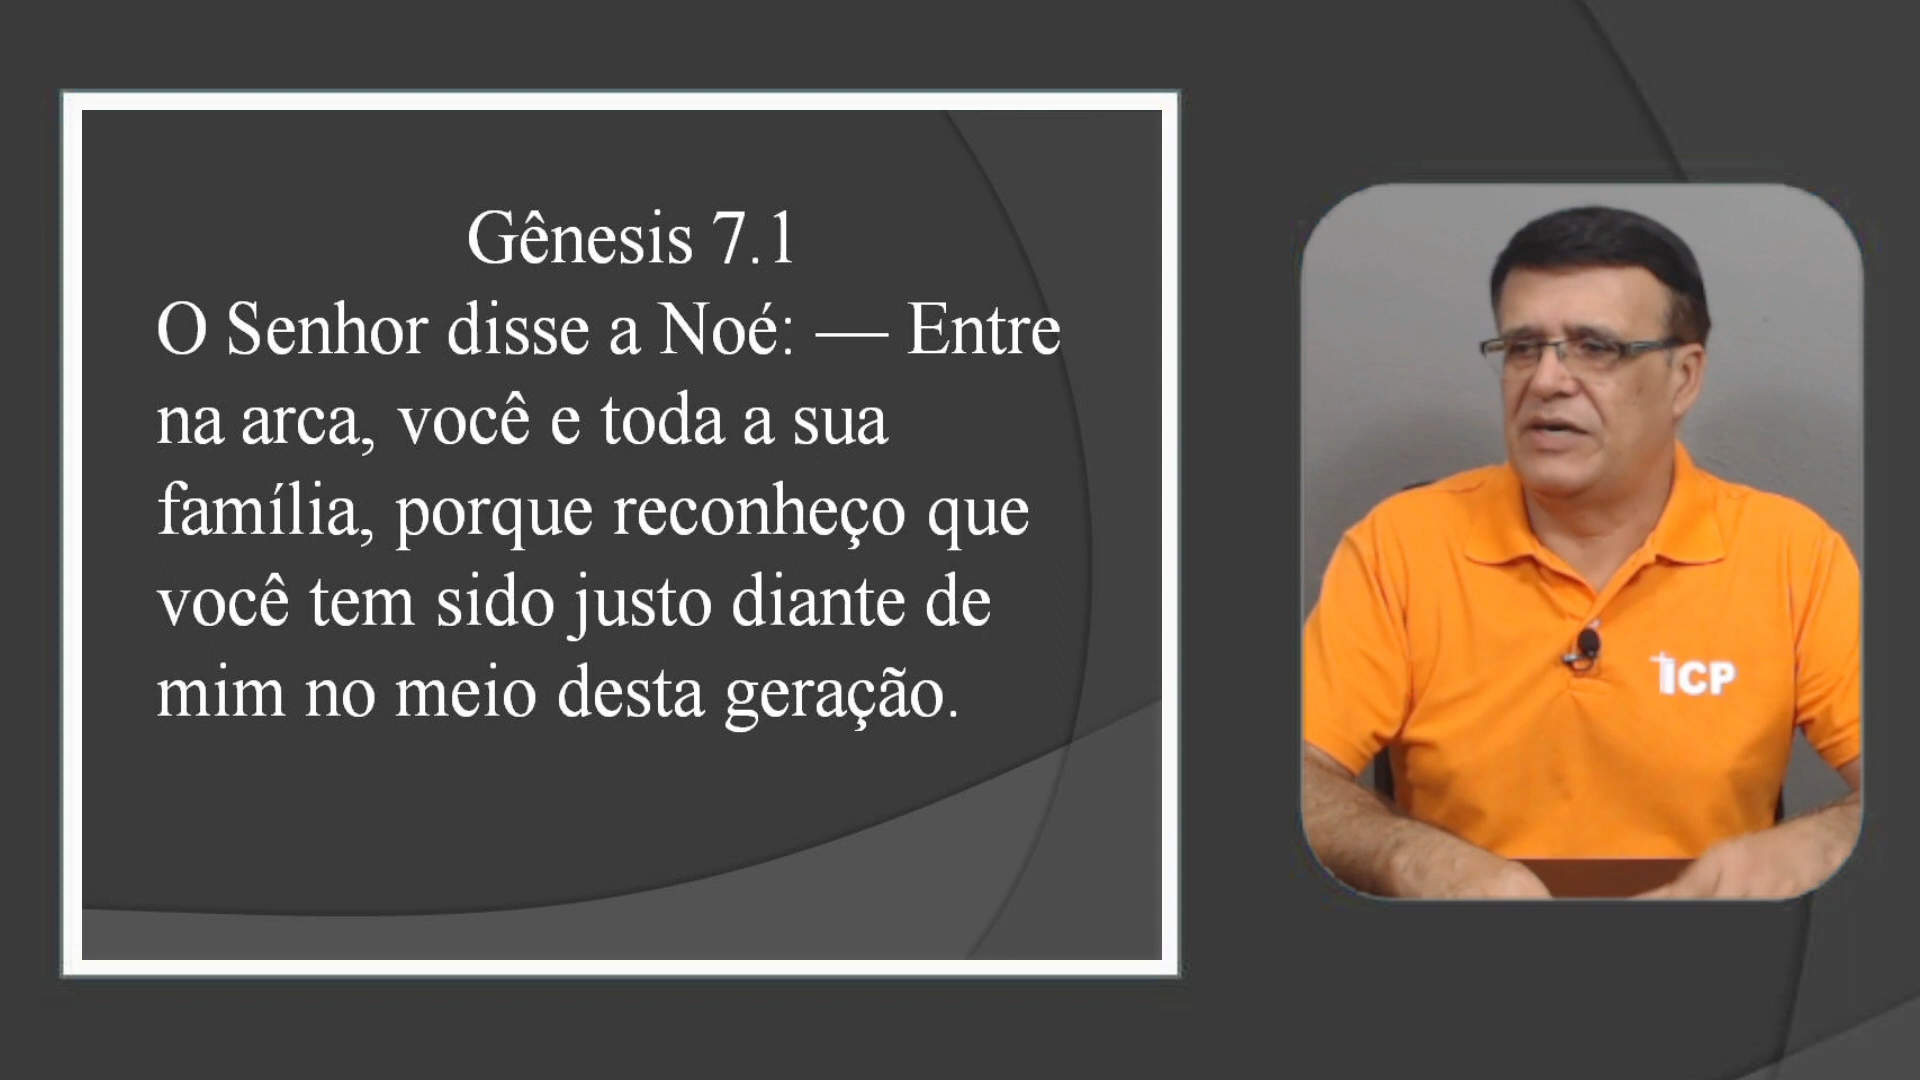 Gênesis 7.1
O Senhor disse a Noé: — Entre
na arca, você e toda a sua
família, porque reconheço que
você tem sido justo diante de
mim no meio desta geração.
ICP